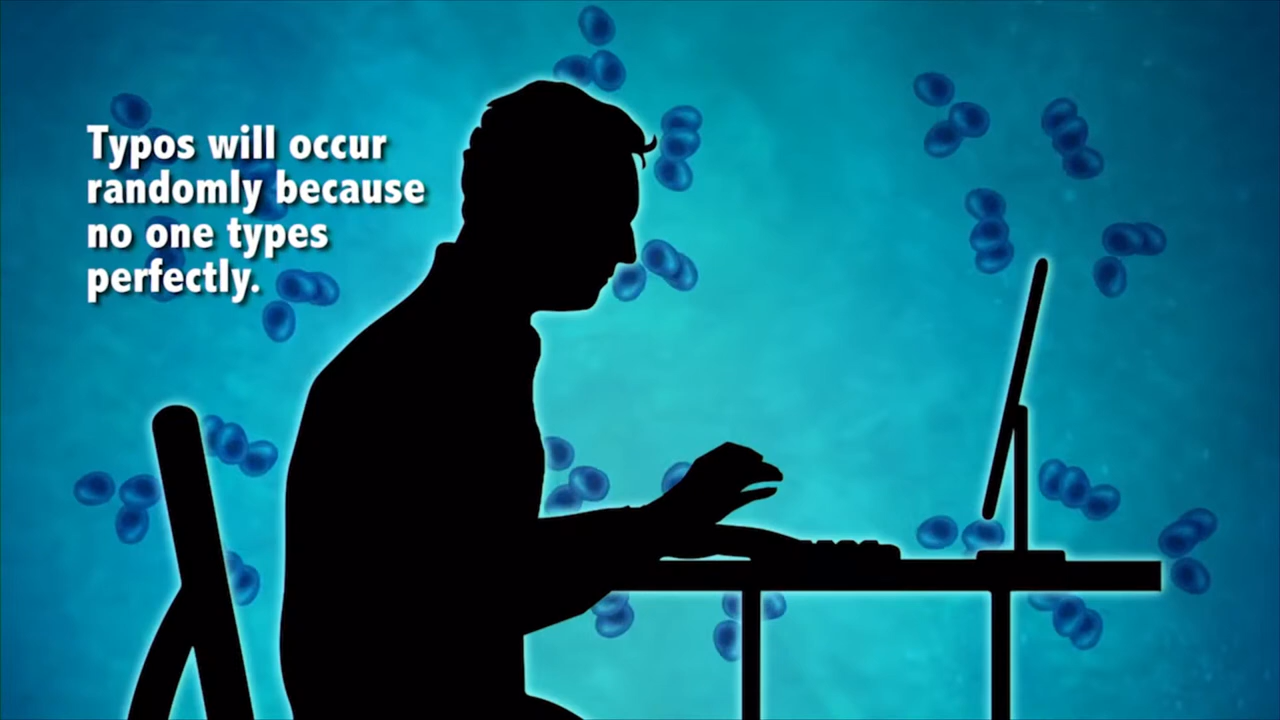 Typos will occur
randomly because
no one types
perfectly.